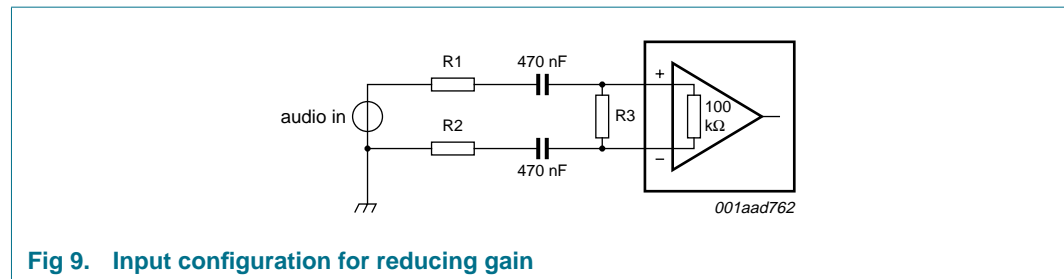 R1
470 nF
audio in
R2
470 nF
R3
+
100
kΩ
−
001aad762
Fig 9. Input configuration for reducing gain